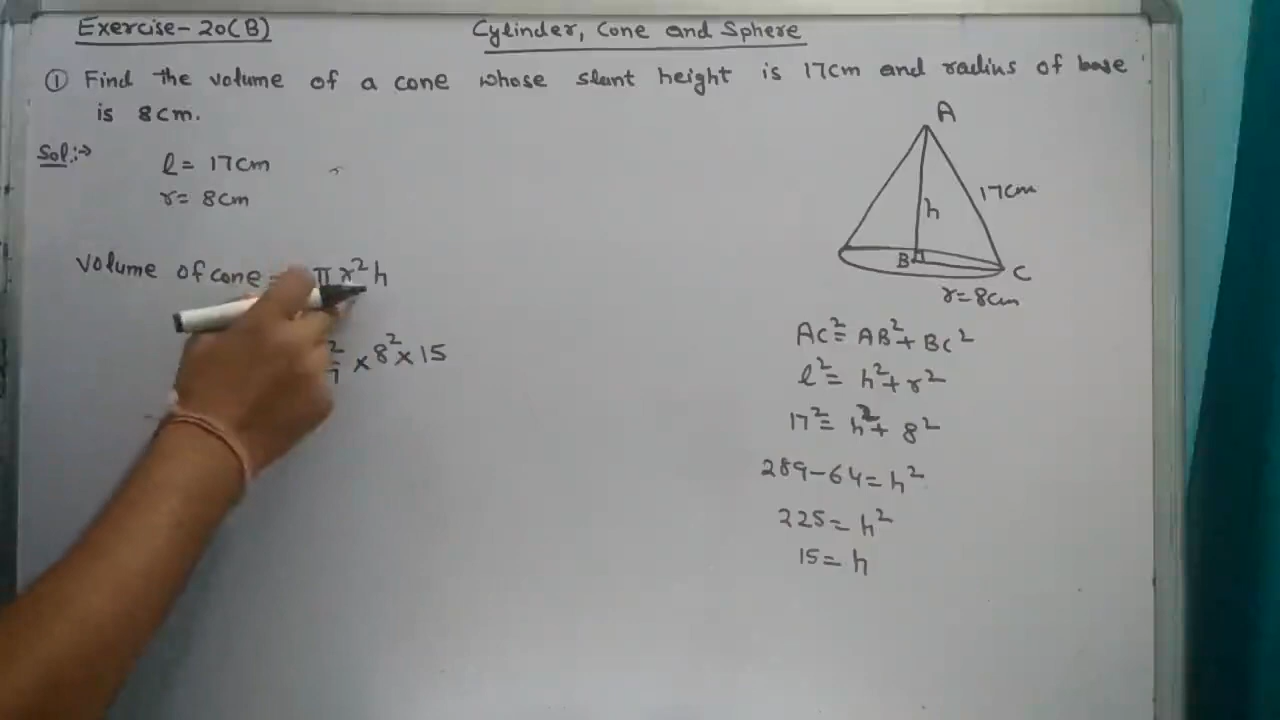 Exercise-20(B)
Cylinder, Cone and Sphere
① Find the volume of a cone whose slant height is 17cm and radius of base
is 8cm.
Sol:→
l = 17cm
r = 8cm
Volume of cone = πr²h
2/7 × 8² × 15
A
h
17cm
B
C
r=8cm
AC² = AB² + BC²
l² = h² + r²
17² = h² + 8²
289-64 = h²
225 = h²
15 = h